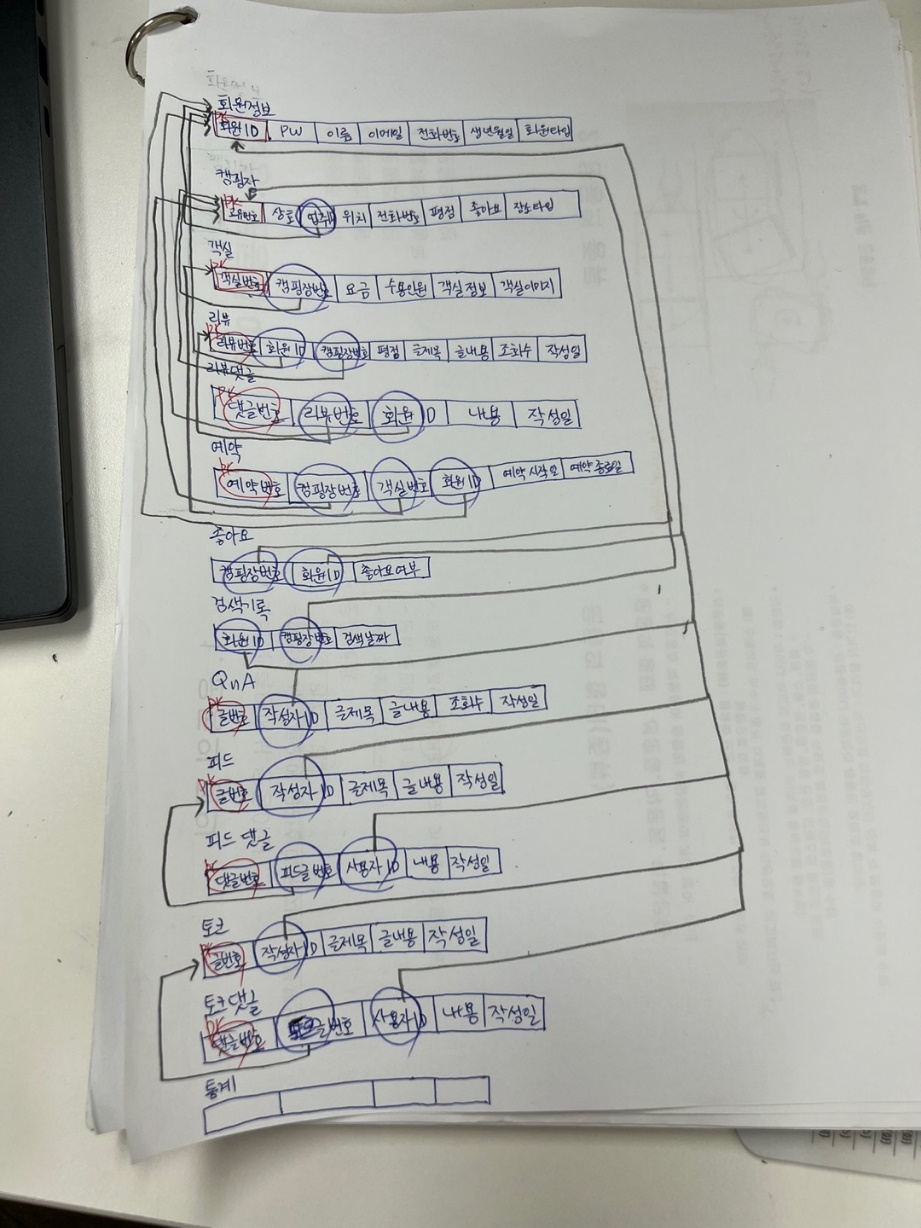 회원정보
PK
회원ID PW 이름 이메일 전화번호 생년월일 회원타입
캠핑장
PK
고유번호 상호 업주ID 위치 전화번호 평점 좋아요 장소타입
객실
PK
객실번호 캠핑장번호 요금 수용인원 객실정보 객실이미지
리뷰
PK
리뷰번호 회원ID 캠핑장번호 평점 글제목 글내용 조회수 작성일
리뷰댓글
PK
댓글번호 리뷰번호 회원ID 내용 작성일
예약
PK
예약번호 캠핑장번호 객실번호 회원ID 예약시작일 예약종료일
좋아요
캠핑장번호 회원ID 좋아요여부
검색기록
회원ID 캠핑장번호 검색날짜
QnA
PK
글번호 작성자ID 글제목 글내용 조회수 작성일
피드
PK
글번호 작성자ID 글제목 글내용 작성일
피드 댓글
PK
댓글번호 피드글번호 사용자ID 내용 작성일
토크
PK
글번호 작성자ID 글제목 글내용 작성일
토크댓글
PK
댓글번호 글번호 사용자ID 내용 작성일
통계